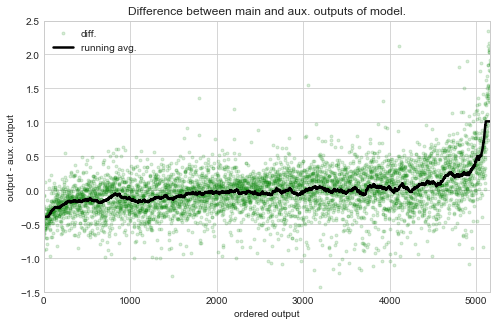 Difference between main and aux. outputs of model.
2.5
diff.
running avg.
2.0
1.5
1.0
0.5
0.0
−0.5
−1.0
−1.5
output - aux. output
0 1000 2000 3000 4000 5000
ordered output